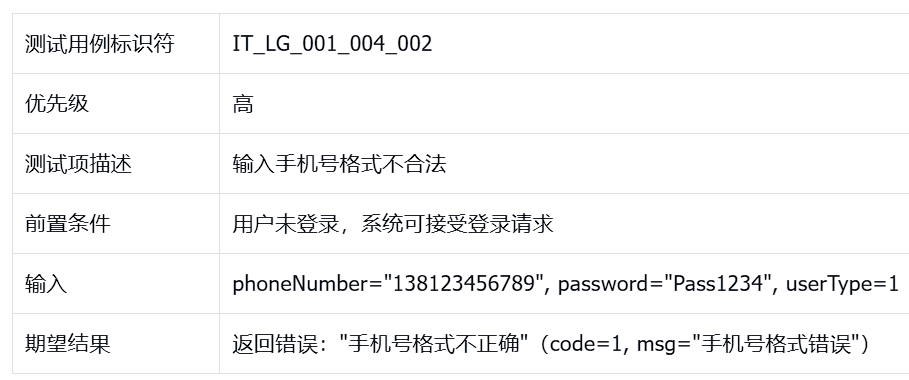 测试用例标识符 IT_LG_001_004_002
优先级 高
测试项描述 输入手机号格式不合法
前置条件 用户未登录，系统可接受登录请求
输入 phoneNumber="138123456789", password="Pass1234", userType=1
期望结果 返回错误："手机号格式不正确"（code=1, msg="手机号格式错误"）